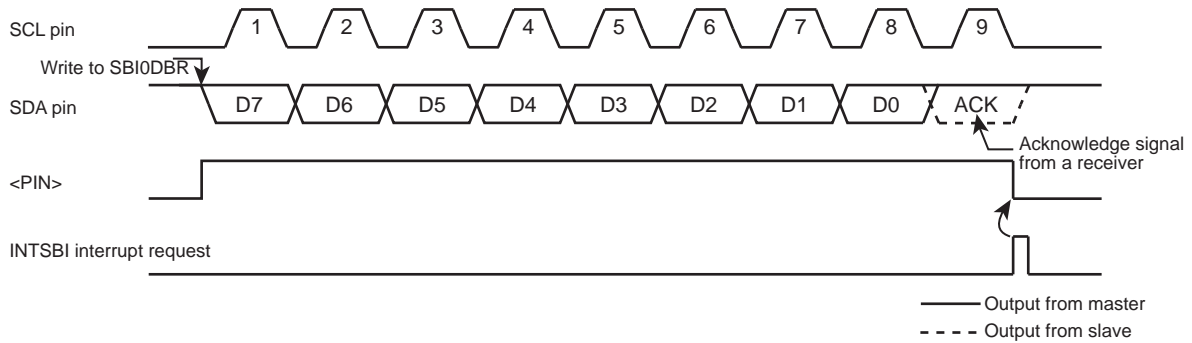 SCL pin
1 2 3 4 5 6 7 8 9
Write to SBI0DBR
SDA pin
D7 D6 D5 D4 D3 D2 D1 D0 ACK
Acknowledge signal
from a receiver
<PIN>
INTSBI interrupt request
Output from master
Output from slave